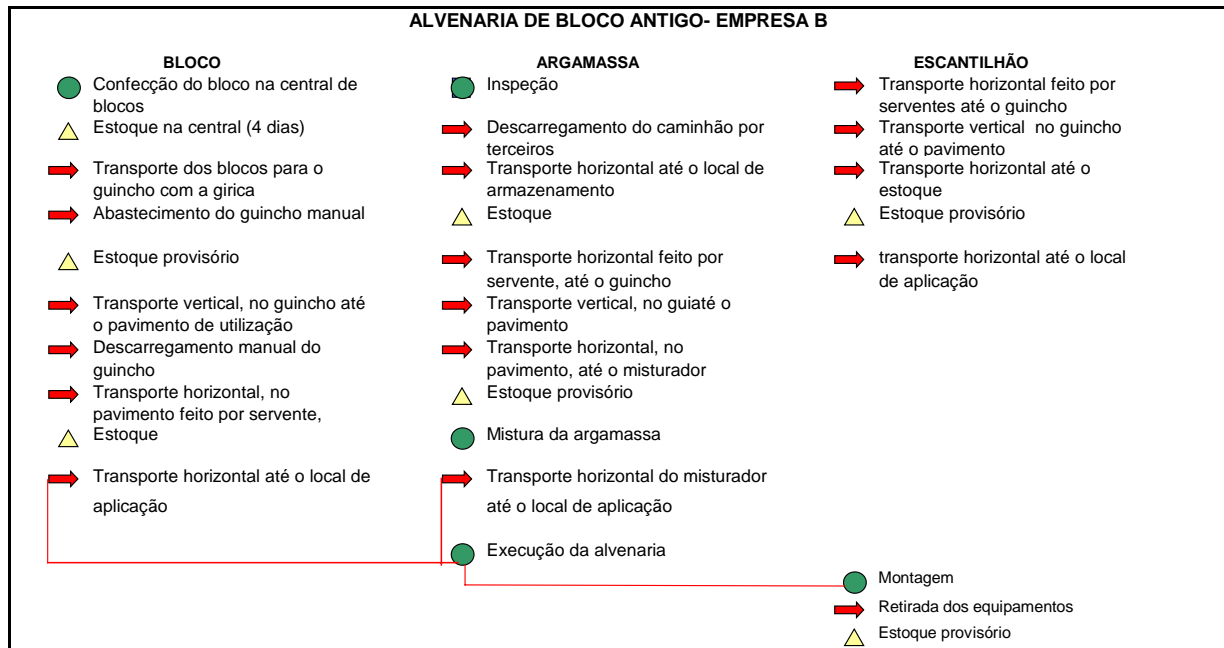 ALVENARIA DE BLOCO ANTIGO- EMPRESA B
BLOCO
Confecção do bloco na central de
blocos
Estoque na central (4 dias)
Transporte dos blocos para o
guincho com a girica
Abastecimento do guincho manual
Estoque provisório
Transporte vertical, no guincho até
o pavimento de utilização
Descarregamento manual do
guincho
Transporte horizontal, no
pavimento feito por servente,
Estoque
Transporte horizontal até o local de
aplicação
ARGAMASSA
Inspeção
Descarregamento do caminhão por
terceiros
Transporte horizontal até o local de
armazenamento
Estoque
Transporte horizontal feito por
servente, até o guincho
Transporte vertical, no guiaté o
pavimento
Transporte horizontal, no
pavimento, até o misturador
Estoque provisório
Mistura da argamassa
Transporte horizontal do misturador
até o local de aplicação
Execução da alvenaria
ESCANTILHÃO
Transporte horizontal feito por
serventes até o guincho
Transporte vertical no guincho
até o pavimento
Transporte horizontal até o
estoque
Estoque provisório
transporte horizontal até o local
de aplicação
Montagem
Retirada dos equipamentos
Estoque provisório